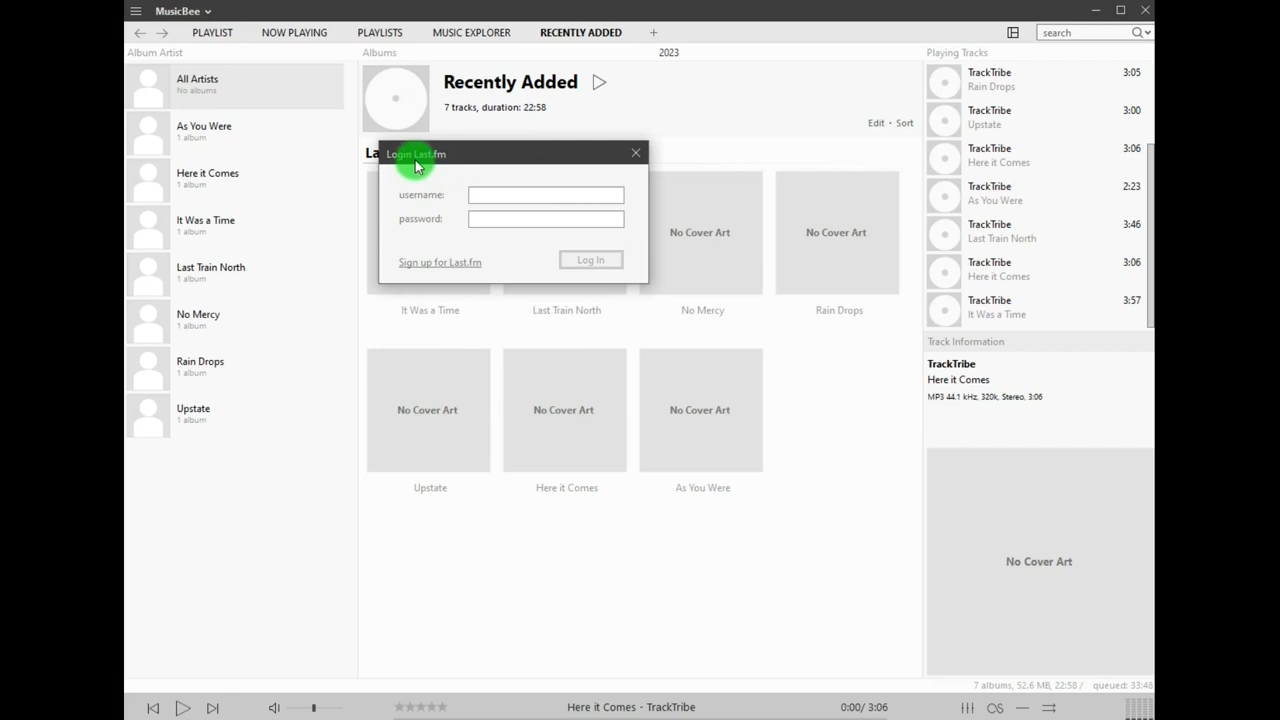 MusicBee
PLAYLIST
NOW PLAYING
PLAYLISTS
MUSIC EXPLORER
RECENTLY ADDED
+
search
Album Artist
All Artists
No albums
As You Were
1 album
Here it Comes
1 album
It Was a Time
1 album
Last Train North
1 album
No Mercy
1 album
Rain Drops
1 album
Upstate
1 album
Albums
2023
Recently Added
7 tracks, duration: 22:58
Edit · Sort
La
Login Last.fm
username:
password:
Sign up for Last.fm
Log In
No Cover Art
No Cover Art
It Was a Time
Last Train North
No Mercy
Rain Drops
No Cover Art
No Cover Art
No Cover Art
Upstate
Here it Comes
As You Were
Playing Tracks
TrackTribe 3:05
Rain Drops
TrackTribe 3:00
Upstate
TrackTribe 3:06
Here it Comes
TrackTribe 2:23
As You Were
TrackTribe 3:46
Last Train North
TrackTribe 3:06
Here it Comes
TrackTribe 3:57
It Was a Time
Track Information
TrackTribe
Here it Comes
MP3 44.1 kHz, 320k, Stereo, 3:06
No Cover Art
7 albums, 52.6 MB, 22:58 / queued: 33:48
Here it Comes - TrackTribe
0:00/ 3:06